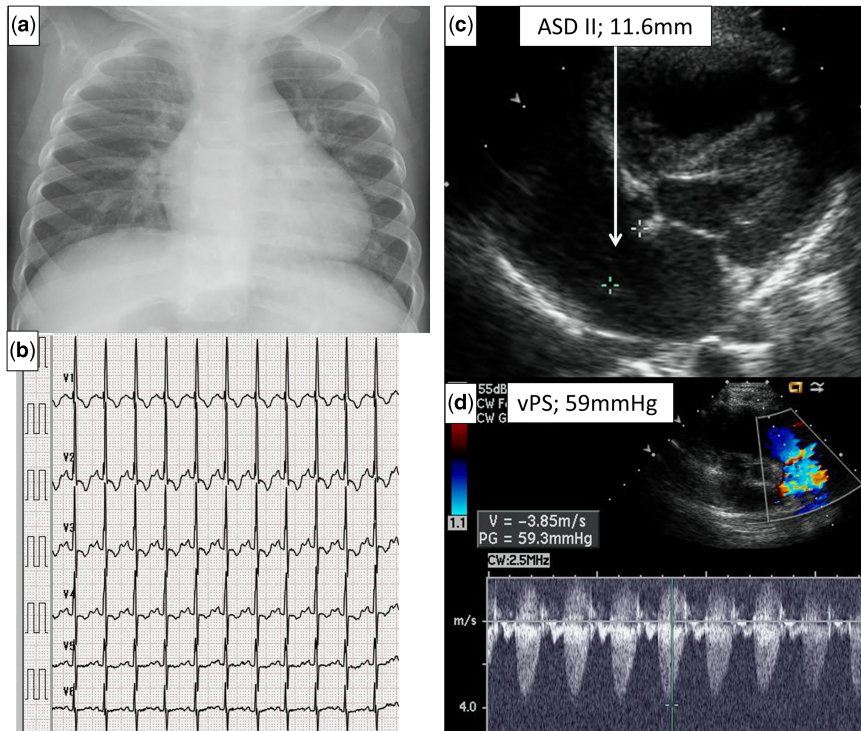 (a)
(b)
V1
V2
V3
V4
V5
V6
(c)
ASD II; 11.6mm
(d)
vPS; 59mmHg
55dB
CW
CW G
1.1
V = -3.85m/s
PG = 59.3mmHg
CW:2.5MHz
m/s
4.0